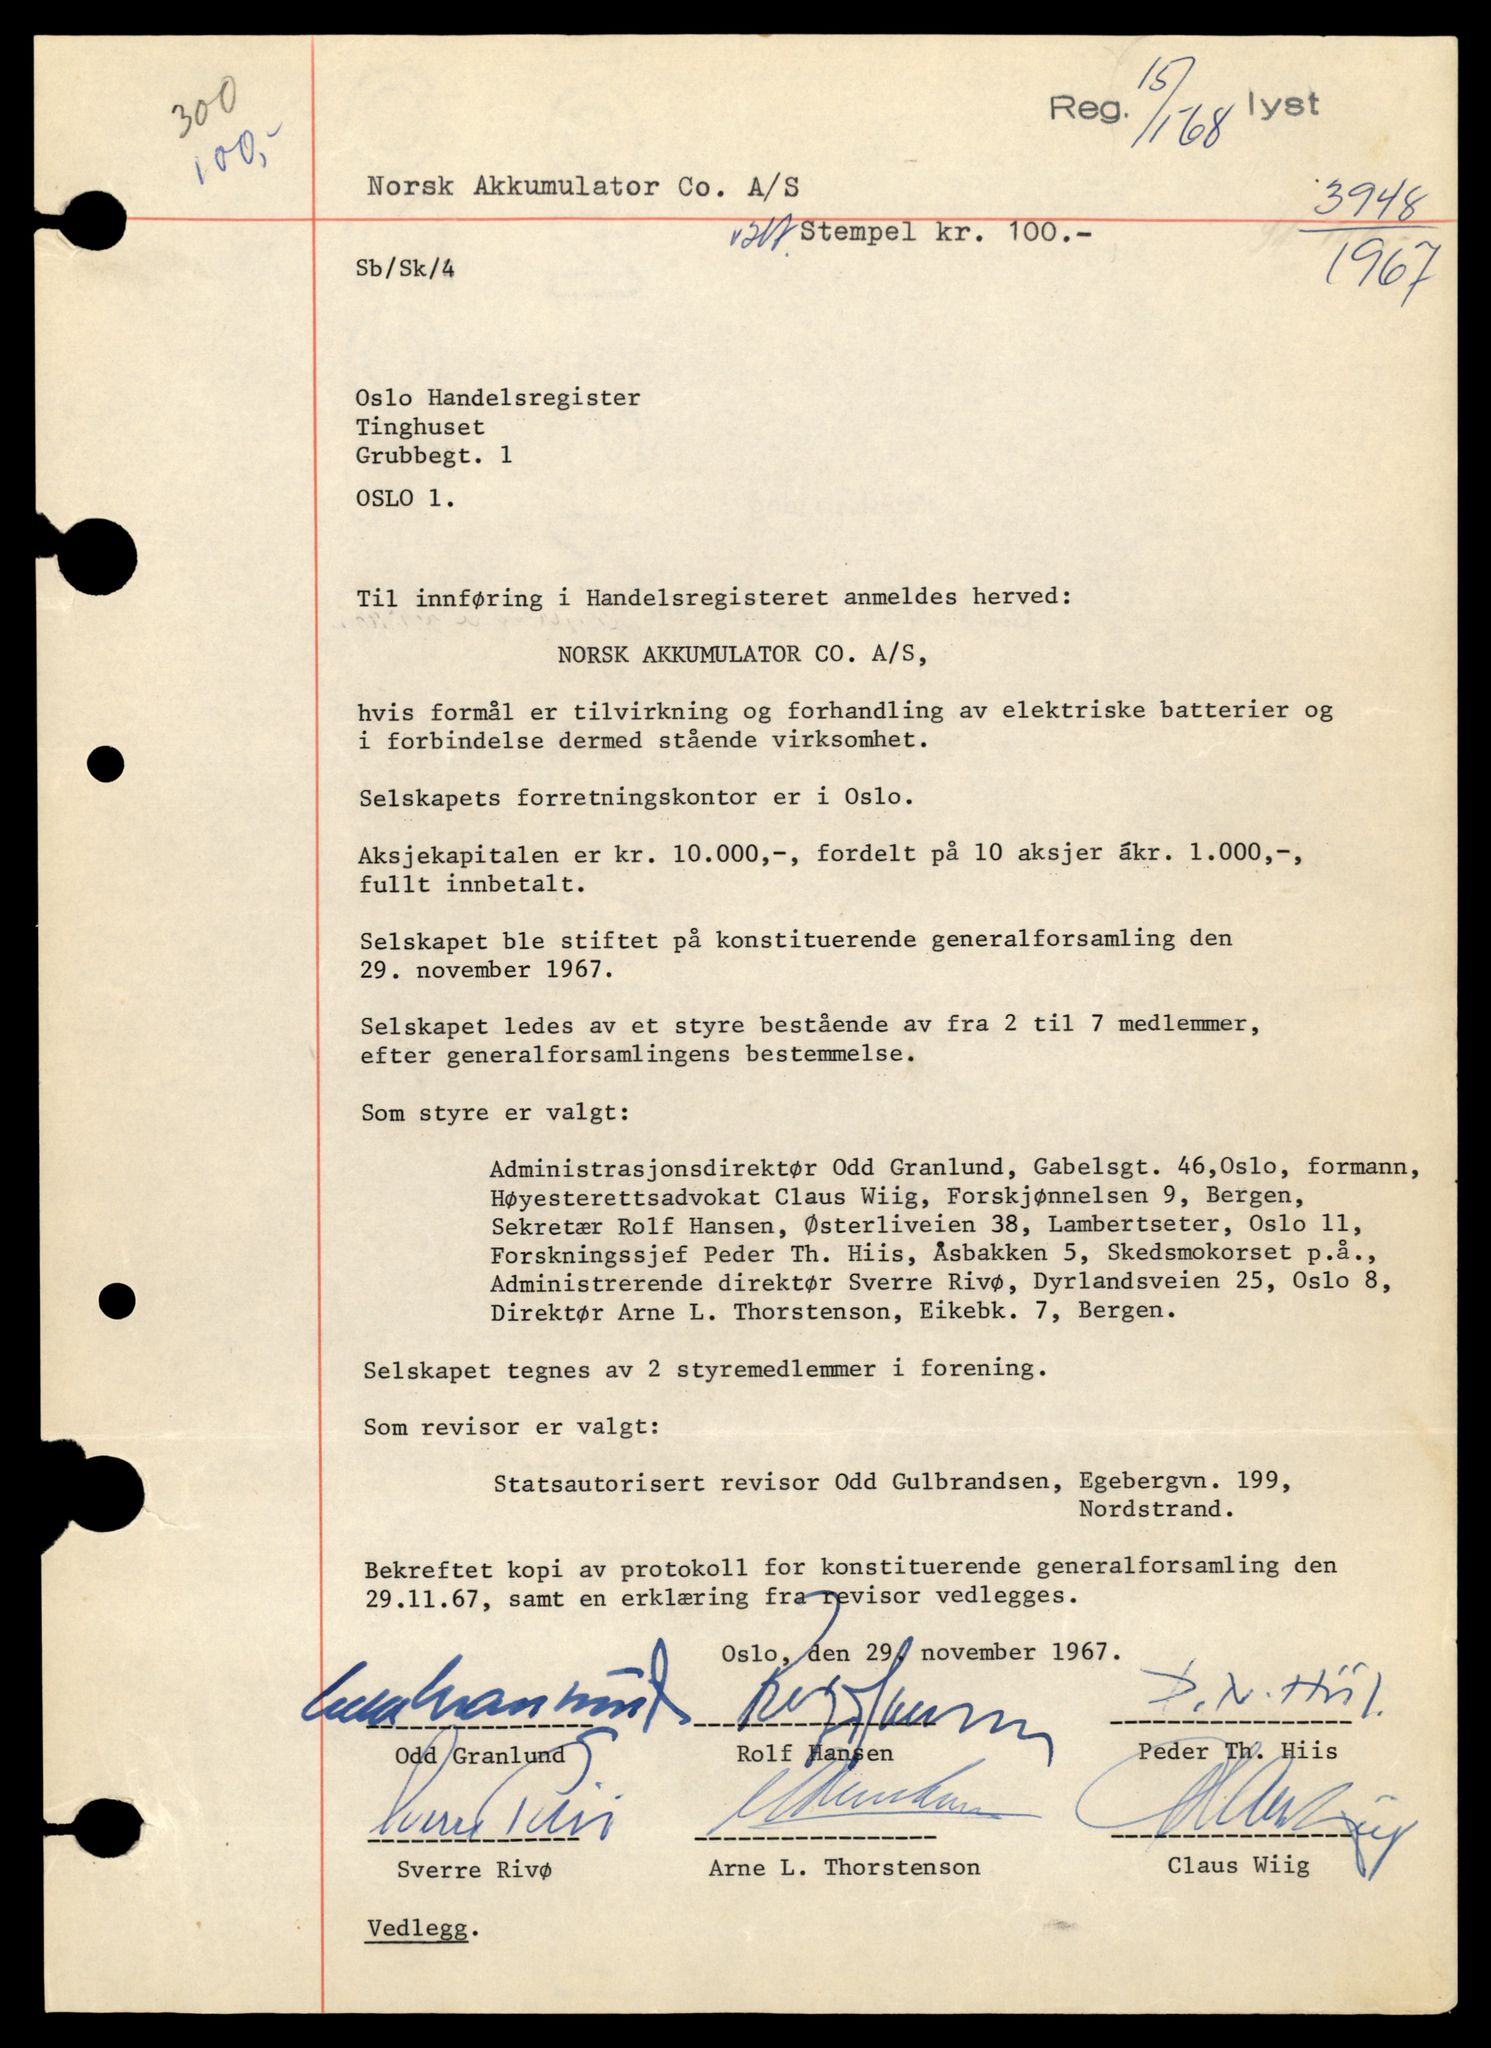 300
100,-
Reg. 15/1-68 lyst
Norsk Akkumulator Co. A/S
3948
1967
Stempel kr. 100.-
Sb/Sk/4
Oslo Handelsregister
Tinghuset
Grubbegt. 1
OSLO 1.
Til innføring i Handelsregisteret anmeldes herved:
NORSK AKKUMULATOR CO. A/S,
hvis formål er tilvirkning og forhandling av elektriske batterier og
i forbindelse dermed stående virksomhet.
Selskapets forretningskontor er i Oslo.
Aksjekapitalen er kr. 10.000,-, fordelt på 10 aksjer ákr. 1.000,-,
fullt innbetalt.
Selskapet ble stiftet på konstituerende generalforsamling den
29. november 1967.
Selskapet ledes av et styre bestående av fra 2 til 7 medlemmer,
efter generalforsamlingens bestemmelse.
Som styre er valgt:
Administrasjonsdirektør Odd Granlund, Gabelsgt. 46,Oslo, formann,
Høyesterettsadvokat Claus Wiig, Forskjønnelsen 9, Bergen,
Sekretær Rolf Hansen, Østerliveien 38, Lambertseter, Oslo 11,
Forskningssjef Peder Th. Hiis, Åsbakken 5, Skedsmokorset p.å.,
Administrerende direktør Sverre Rivø, Dyrlandsveien 25, Oslo 8,
Direktør Arne L. Thorstenson, Eikebk. 7, Bergen.
Selskapet tegnes av 2 styremedlemmer i forening.
Som revisor er valgt:
Statsautorisert revisor Odd Gulbrandsen, Egebergvn. 199,
Nordstrand.
Bekreftet kopi av protokoll for konstituerende generalforsamling den
29.11.67, samt en erklæring fra revisor vedlegges.
Oslo, den 29. november 1967.
Odd Granlund Rolf Hansen Peder Th. Hiis
Sverre Rivø Arne L. Thorstenson Claus Wiig
Vedlegg.